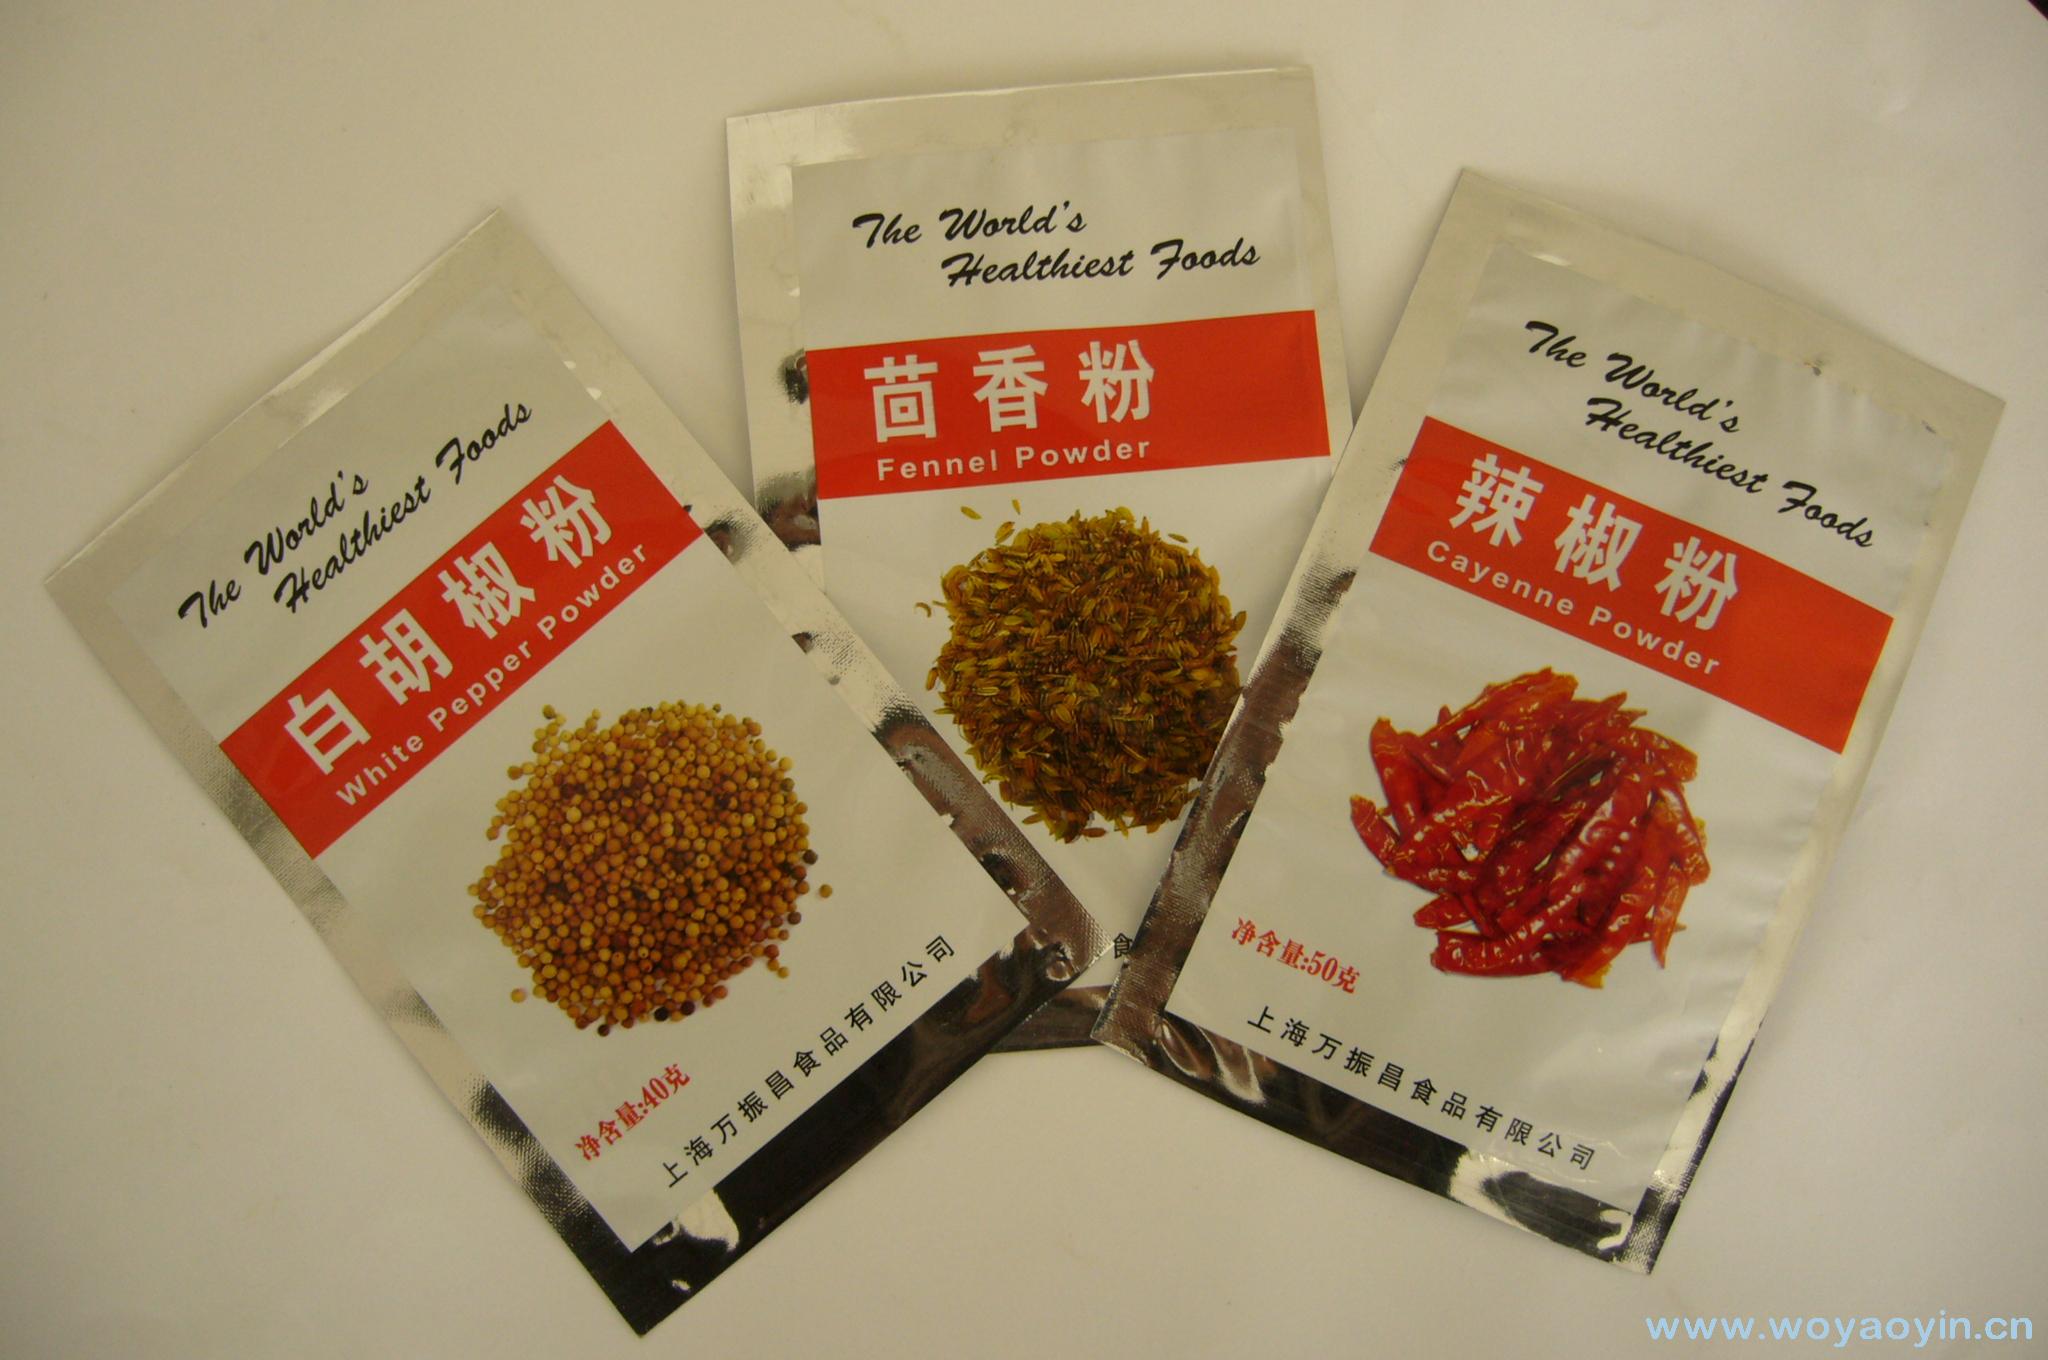 The World's
Healthiest Foods
白胡椒粉
White Pepper Powder
净含量:40克
上海万振昌食品有限公司
The World's
Healthiest Foods
茴香粉
Fennel Powder
食
The World's
Healthiest Foods
辣椒粉
Cayenne Powder
净含量:50克
上海万振昌食品有限公司
www.woyaoyin.cn